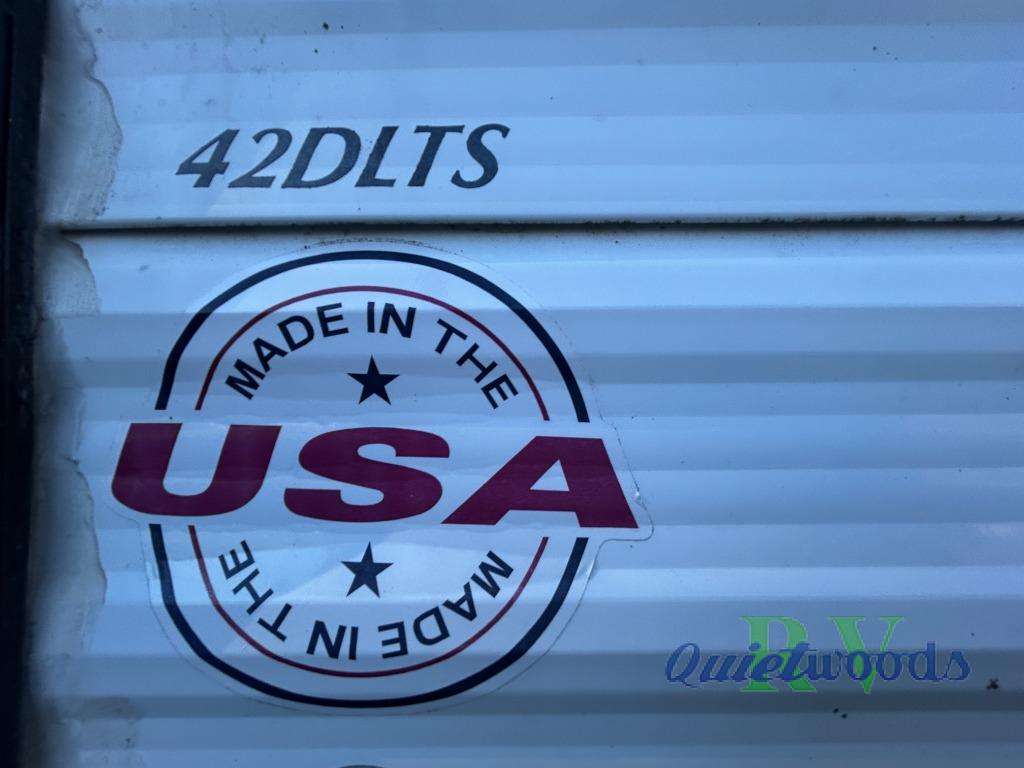 42DLTS
MADE IN THE
USA
MADE IN THE
RV
Quietwoods